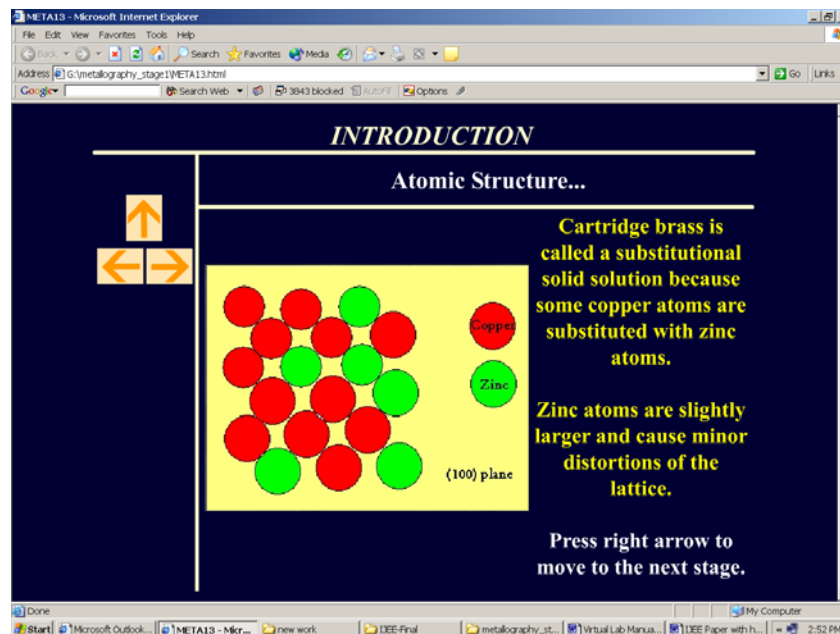 META13 - Microsoft Internet Explorer
File Edit View Favorites Tools Help
Back Search Favorites Media
Address G:\metallography_stage1\META13.html Go Links
Google Search Web 3843 blocked AutoFill Options
INTRODUCTION
Atomic Structure...
Cartridge brass is
called a substitutional
solid solution because
some copper atoms are
substituted with zinc
atoms.
Copper
Zinc
Zinc atoms are slightly
larger and cause minor
distortions of the
lattice.
(100) plane
Press right arrow to
move to the next stage.
Done My Computer
Start Microsoft Outlook... META13 - Micr... new work IJEE-Final metallography_st... Virtual Lab Manua... IJEE Paper with h... « 2:52